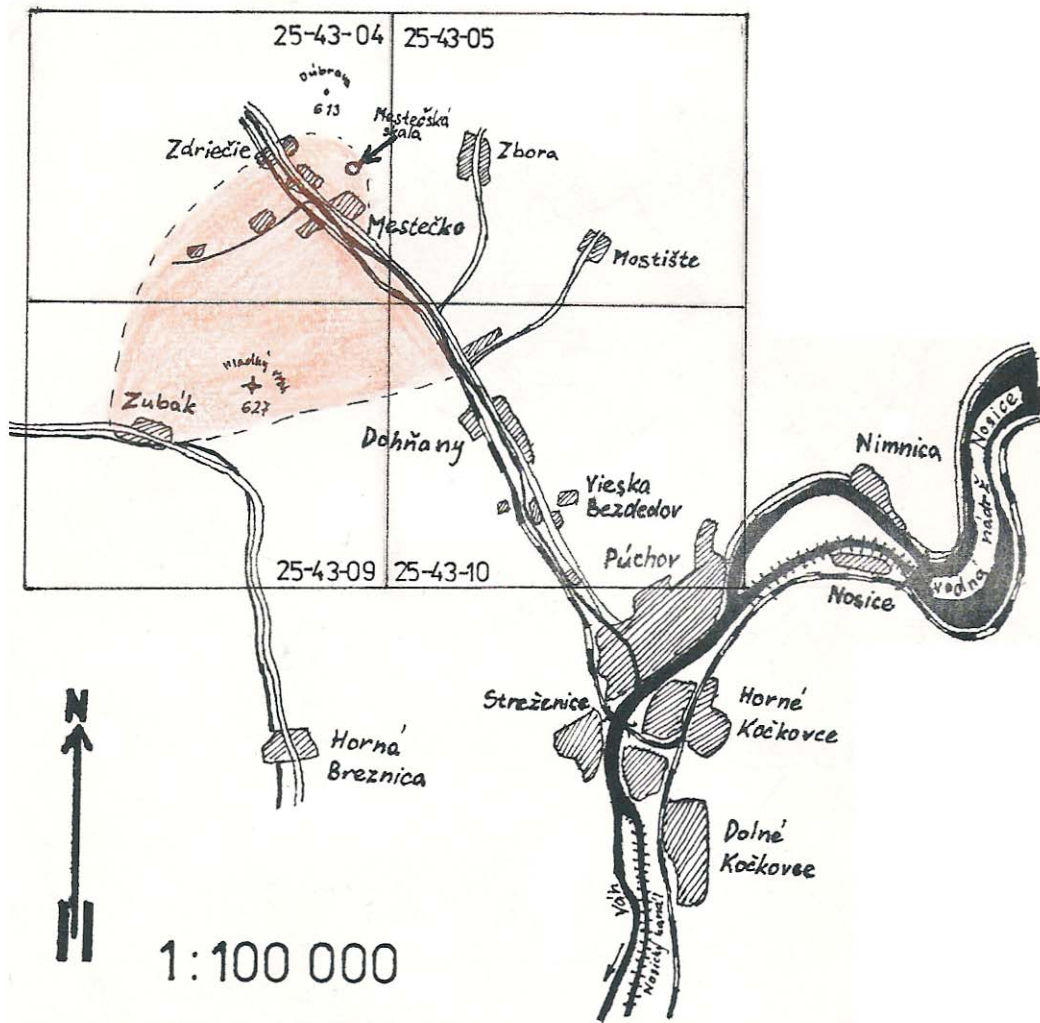 25-43-04
25-43-05
Dúbrava
613
Mestečská
skala
Zdriečie
Zbora
Mestečko
Mostište
Hladký vrch
627
Zubák
Dohňany
Vieska
Bezdedov
Nimnica
vodná nádrž Nosice
Púchov
Nosice
25-43-09
25-43-10
Streženice
Horné
Kočkovce
N
Horná
Breznica
Dolné
Kočkovce
Váh
Nosický kanál
1:100 000